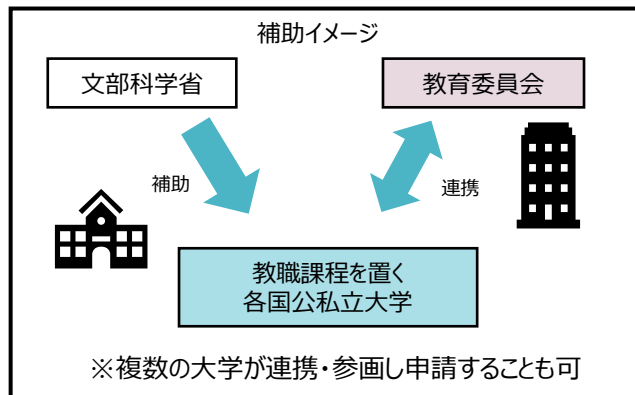 補助イメージ
文部科学省
教育委員会
補助
連携
教職課程を置く
各国公私立大学
※複数の大学が連携・参画し申請することも可